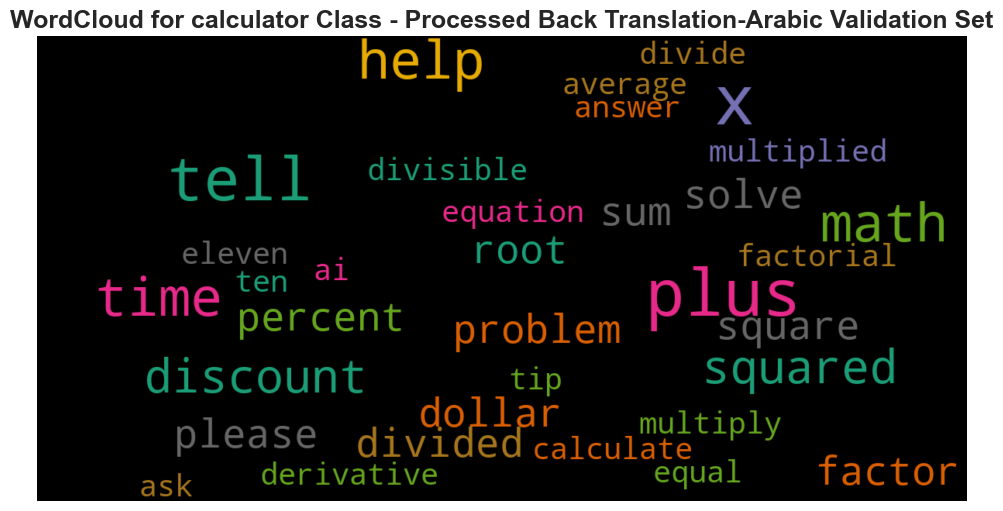 WordCloud for calculator Class - Processed Back Translation-Arabic Validation Set
help
divide
average
answer
x
multiplied
tell
divisible
solve
equation
sum
math
root
eleven
factorial
ten
ai
time
plus
percent
problem
square
discount
tip
squared
dollar
multiply
please
divided
calculate
derivative
equal
factor
ask